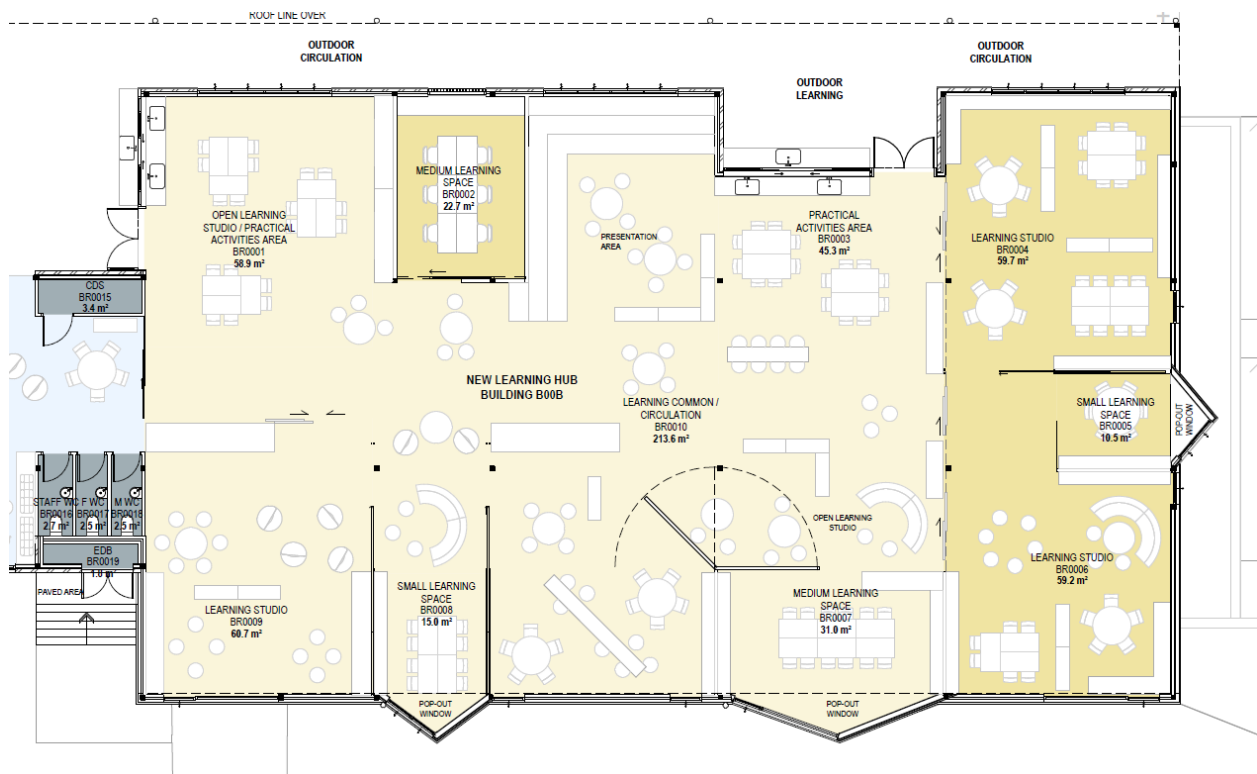 ROOF LINE OVER
OUTDOOR
CIRCULATION
OUTDOOR
CIRCULATION
OUTDOOR
LEARNING
MEDIUM LEARNING
SPACE
BR0002
22.7 m²
OPEN LEARNING
STUDIO / PRACTICAL
ACTIVITIES AREA
BR0001
58.9 m²
PRESENTATION
AREA
PRACTICAL
ACTIVITIES AREA
BR0003
45.3 m²
LEARNING STUDIO
BR0004
59.7 m²
CDS
BR0015
3.4 m²
NEW LEARNING HUB
BUILDING B00B
LEARNING COMMON /
CIRCULATION
BR0010
213.6 m²
SMALL LEARNING
SPACE
BR0005
10.5 m²
POP-OUT
WINDOW
STAFF WC
BR0016
2.7 m²
F WC
BR0017
2.5 m²
M WC
BR0018
2.5 m²
OPEN LEARNING
STUDIO
EDB
BR0019
1.8 m²
PAVED AREA
LEARNING STUDIO
BR0009
60.7 m²
SMALL LEARNING
SPACE
BR0008
15.0 m²
MEDIUM LEARNING
SPACE
BR0007
31.0 m²
LEARNING STUDIO
BR0006
59.2 m²
POP-OUT
WINDOW
POP-OUT
WINDOW